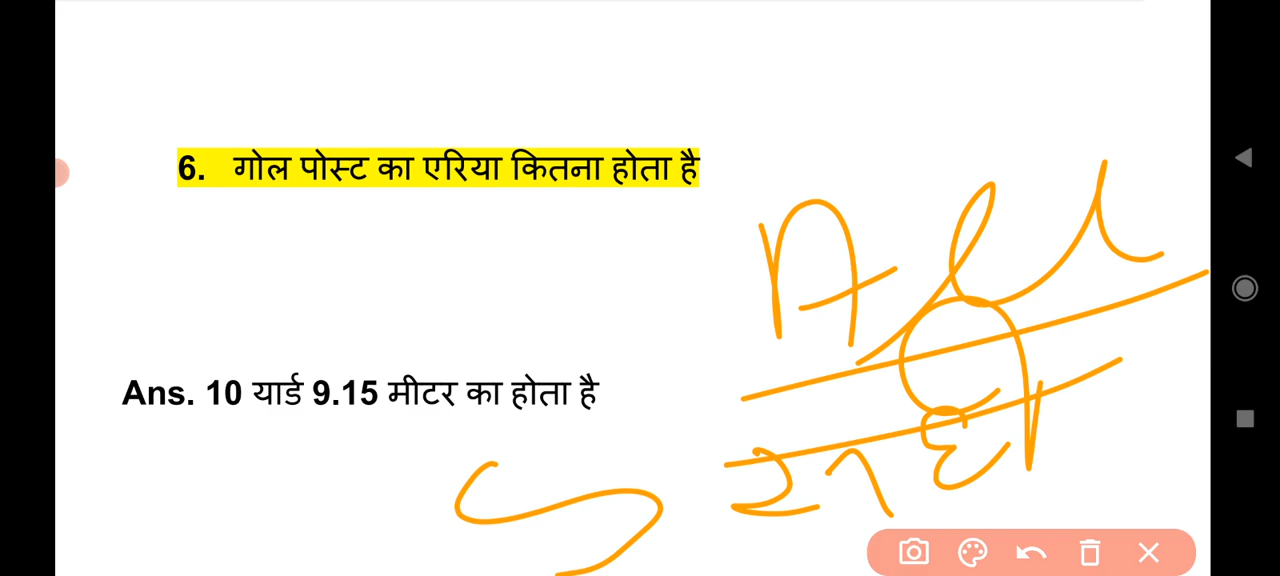 6. गोल पोस्ट का एरिया कितना होता है
Ans. 10 यार्ड 9.15 मीटर का होता है